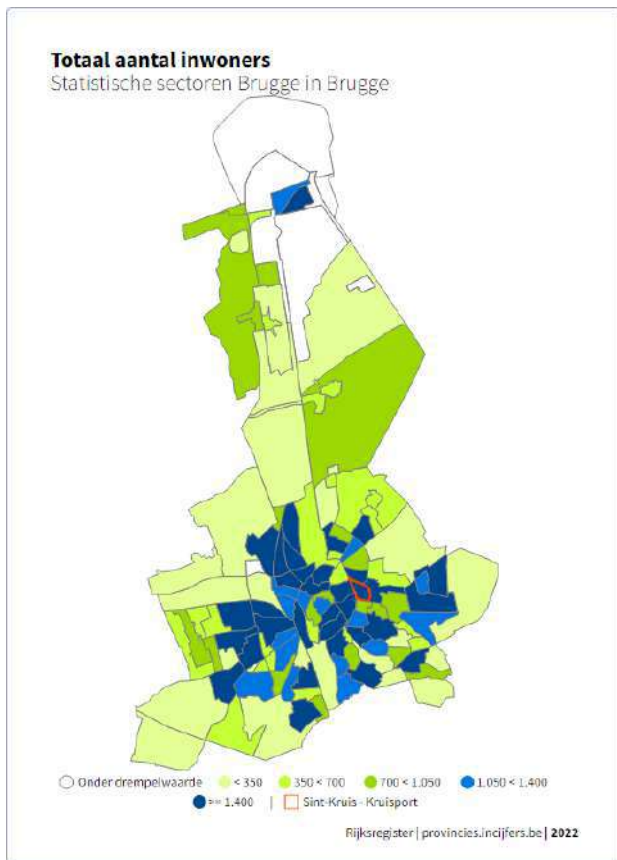 Totaal aantal inwoners
Statistische sectoren Brugge in Brugge
Onder drempelwaarde < 350 350 < 700 700 < 1.050 1.050 < 1.400
>= 1.400 | Sint-Kruis - Kruisport
Rijksregister | provincies.incijfers.be | 2022